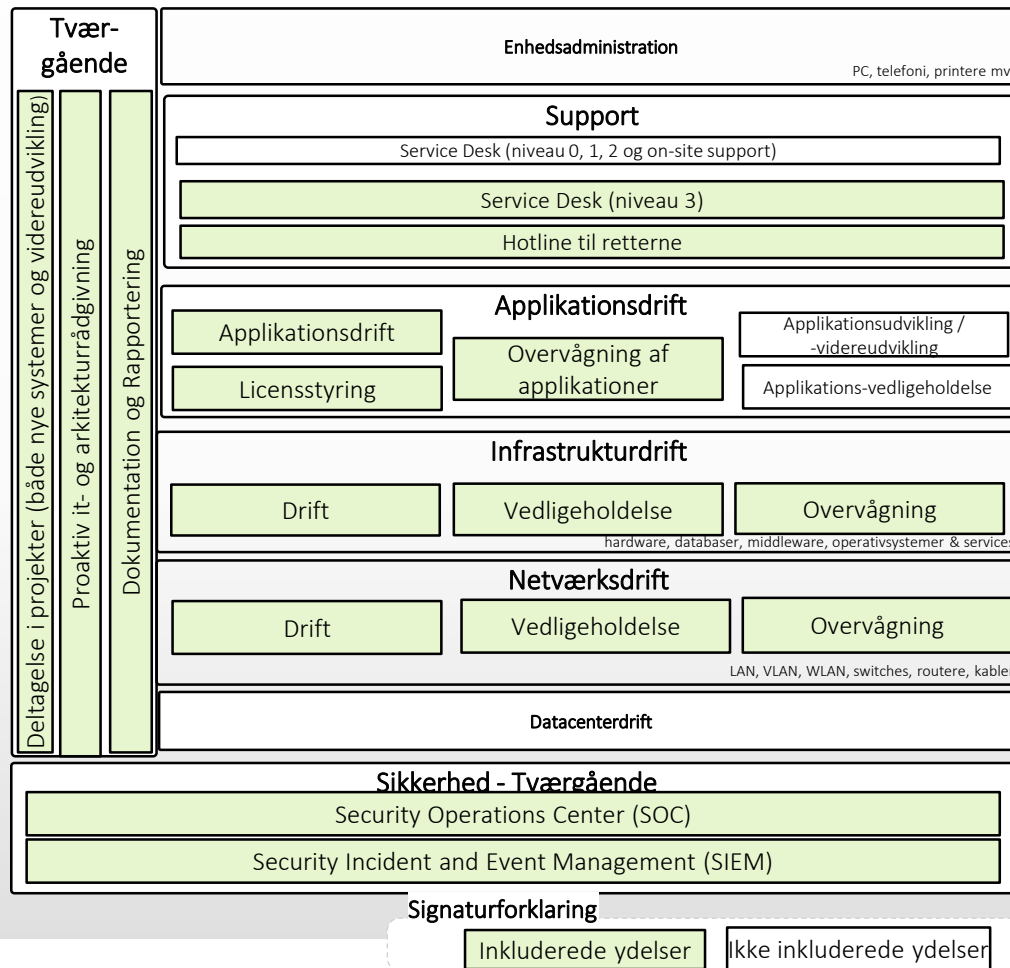 Tvær-
gående
Deltagelse i projekter (både nye systemer og videreudvikling)
Proaktiv it- og arkitekturrådgivning
Dokumentation og Rapportering
Enhedsadministration
PC, telefoni, printere mv
Support
Service Desk (niveau 0, 1, 2 og on-site support)
Service Desk (niveau 3)
Hotline til retterne
Applikationsdrift
Applikationsdrift
Licensstyring
Overvågning af
applikationer
Applikationsudvikling /
-videreudvikling
Applikations-vedligeholdelse
Infrastrukturdrift
Drift
Vedligeholdelse
Overvågning
hardware, databaser, middleware, operativsystemer & services
Netværksdrift
Drift
Vedligeholdelse
Overvågning
LAN, VLAN, WLAN, switches, routere, kabler
Datacenterdrift
Sikkerhed - Tværgående
Security Operations Center (SOC)
Security Incident and Event Management (SIEM)
Signaturforklaring
Inkluderede ydelser
Ikke inkluderede ydelser